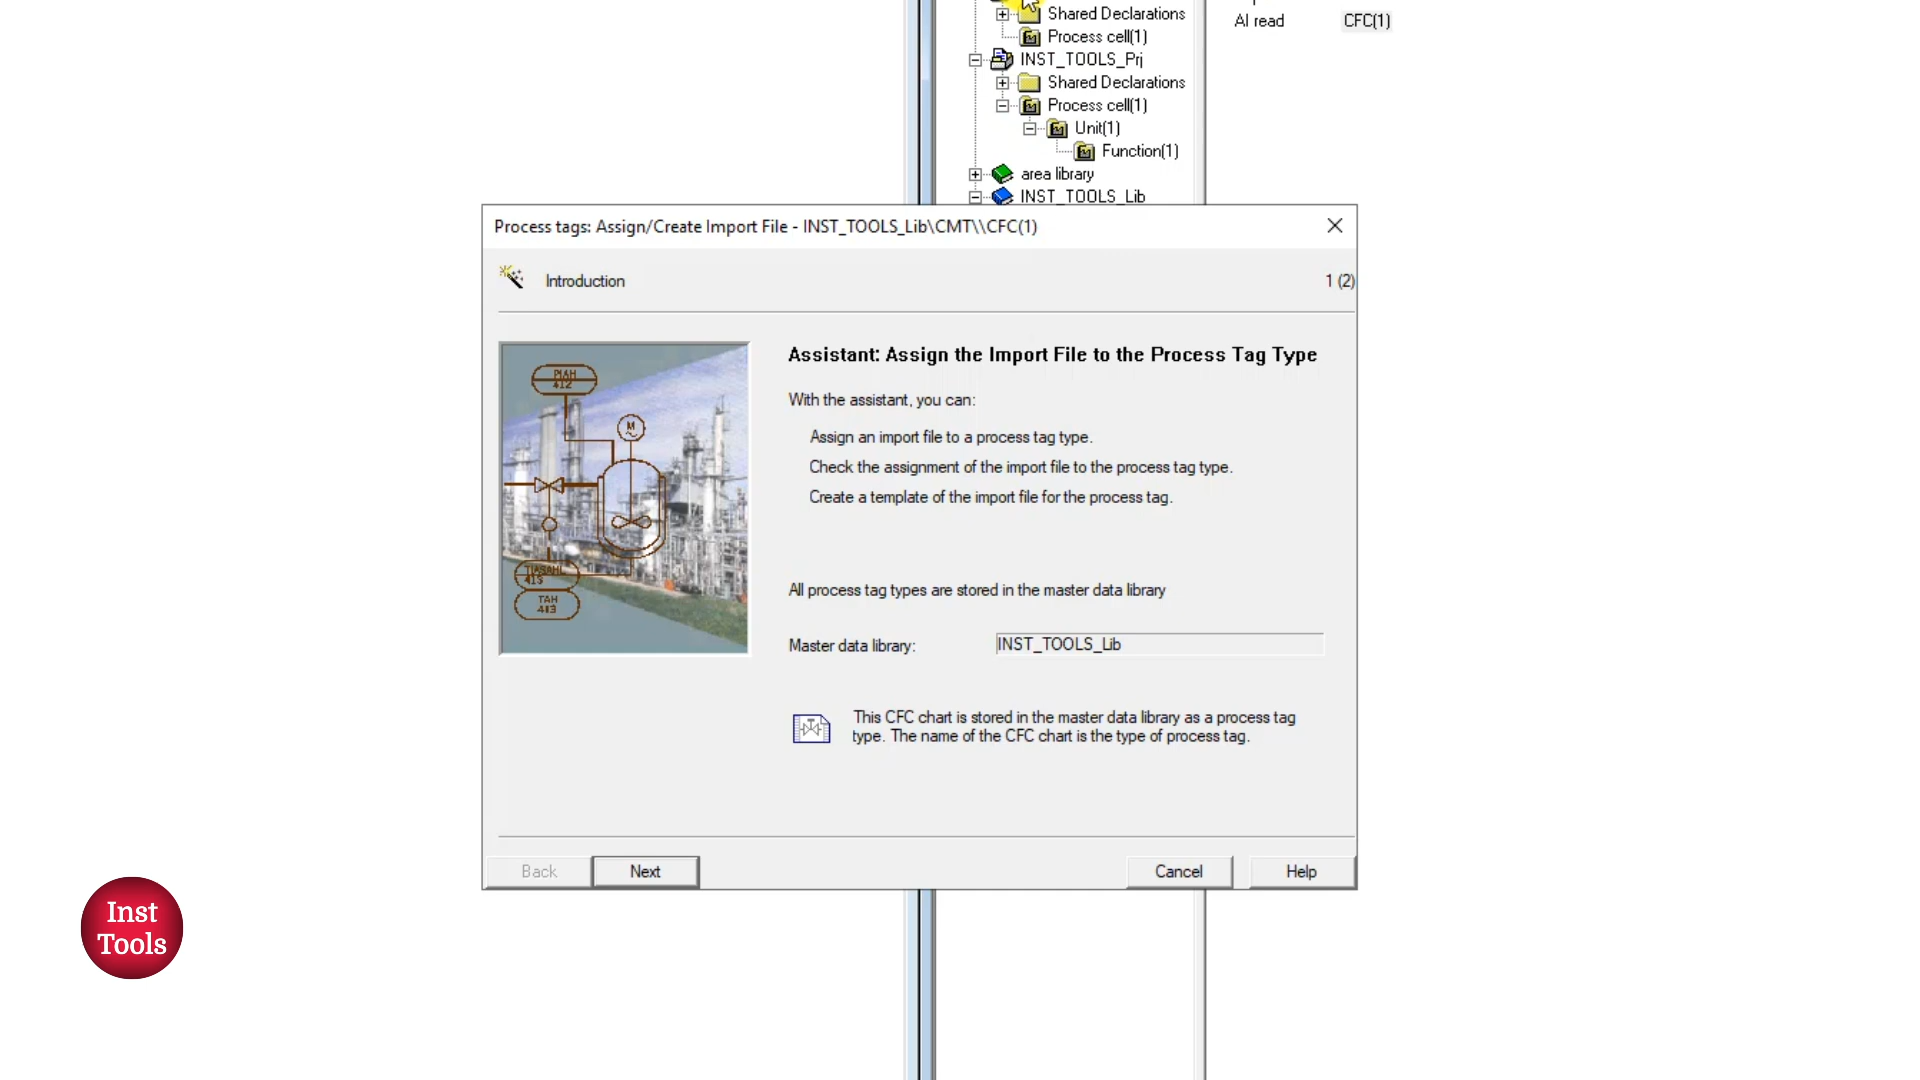 Shared Declarations
AI read
CFC(1)
Process cell(1)
INST_TOOLS_Prj
Shared Declarations
Process cell(1)
Unit(1)
Function(1)
area library
INST_TOOLS_Lib
Process tags: Assign/Create Import File - INST_TOOLS_Lib\CMT\\CFC(1)
Introduction
1 (2)
Assistant: Assign the Import File to the Process Tag Type
With the assistant, you can:
Assign an import file to a process tag type.
Check the assignment of the import file to the process tag type.
Create a template of the import file for the process tag.
PIAH
412
M
TIASAHL
413
TAH
413
All process tag types are stored in the master data library
Master data library:
INST_TOOLS_Lib
This CFC chart is stored in the master data library as a process tag
type. The name of the CFC chart is the type of process tag.
Back
Next
Cancel
Help
Inst
Tools